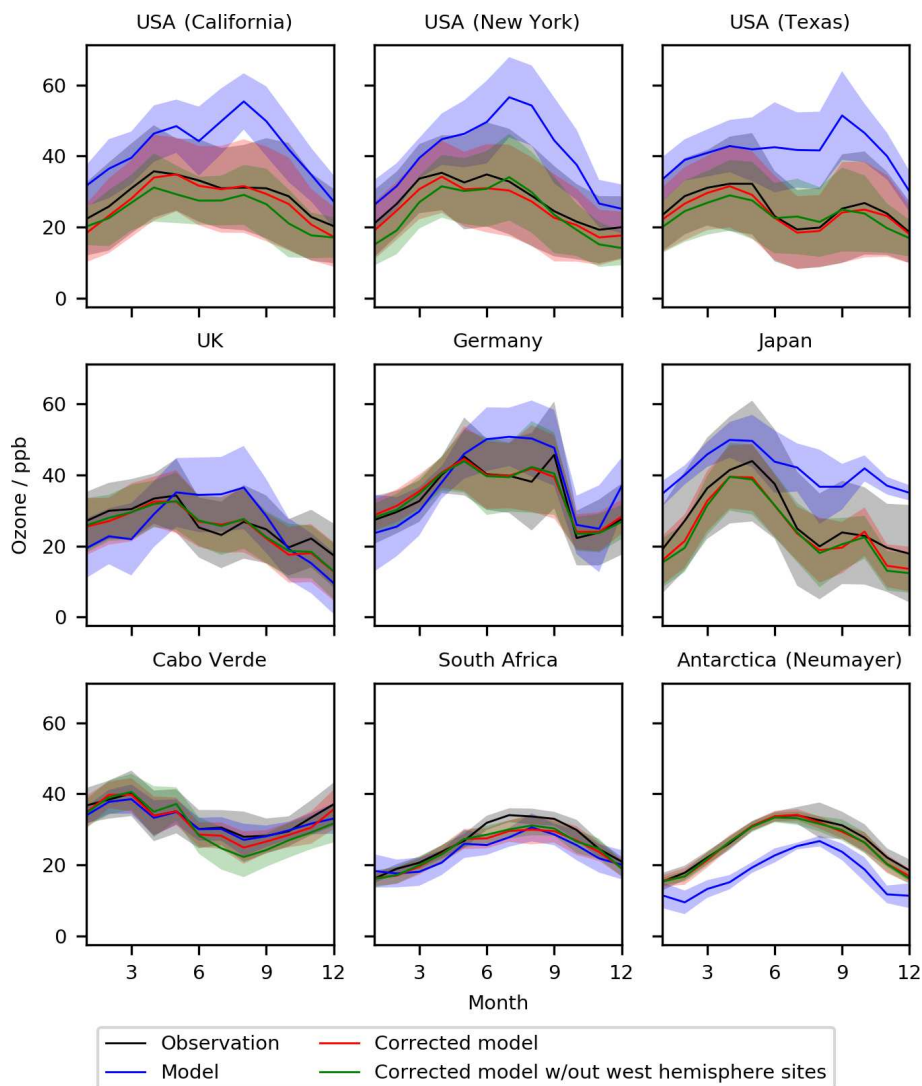 USA (California) USA (New York) USA (Texas)
60
40
20
0
UK Germany Japan
60
40
20
0
Ozone / ppb
Cabo Verde South Africa Antarctica (Neumayer)
60
40
20
0
3 6 9 12 3 6 9 12 3 6 9 12
Month
Observation Corrected model
Model Corrected model w/out west hemisphere sites